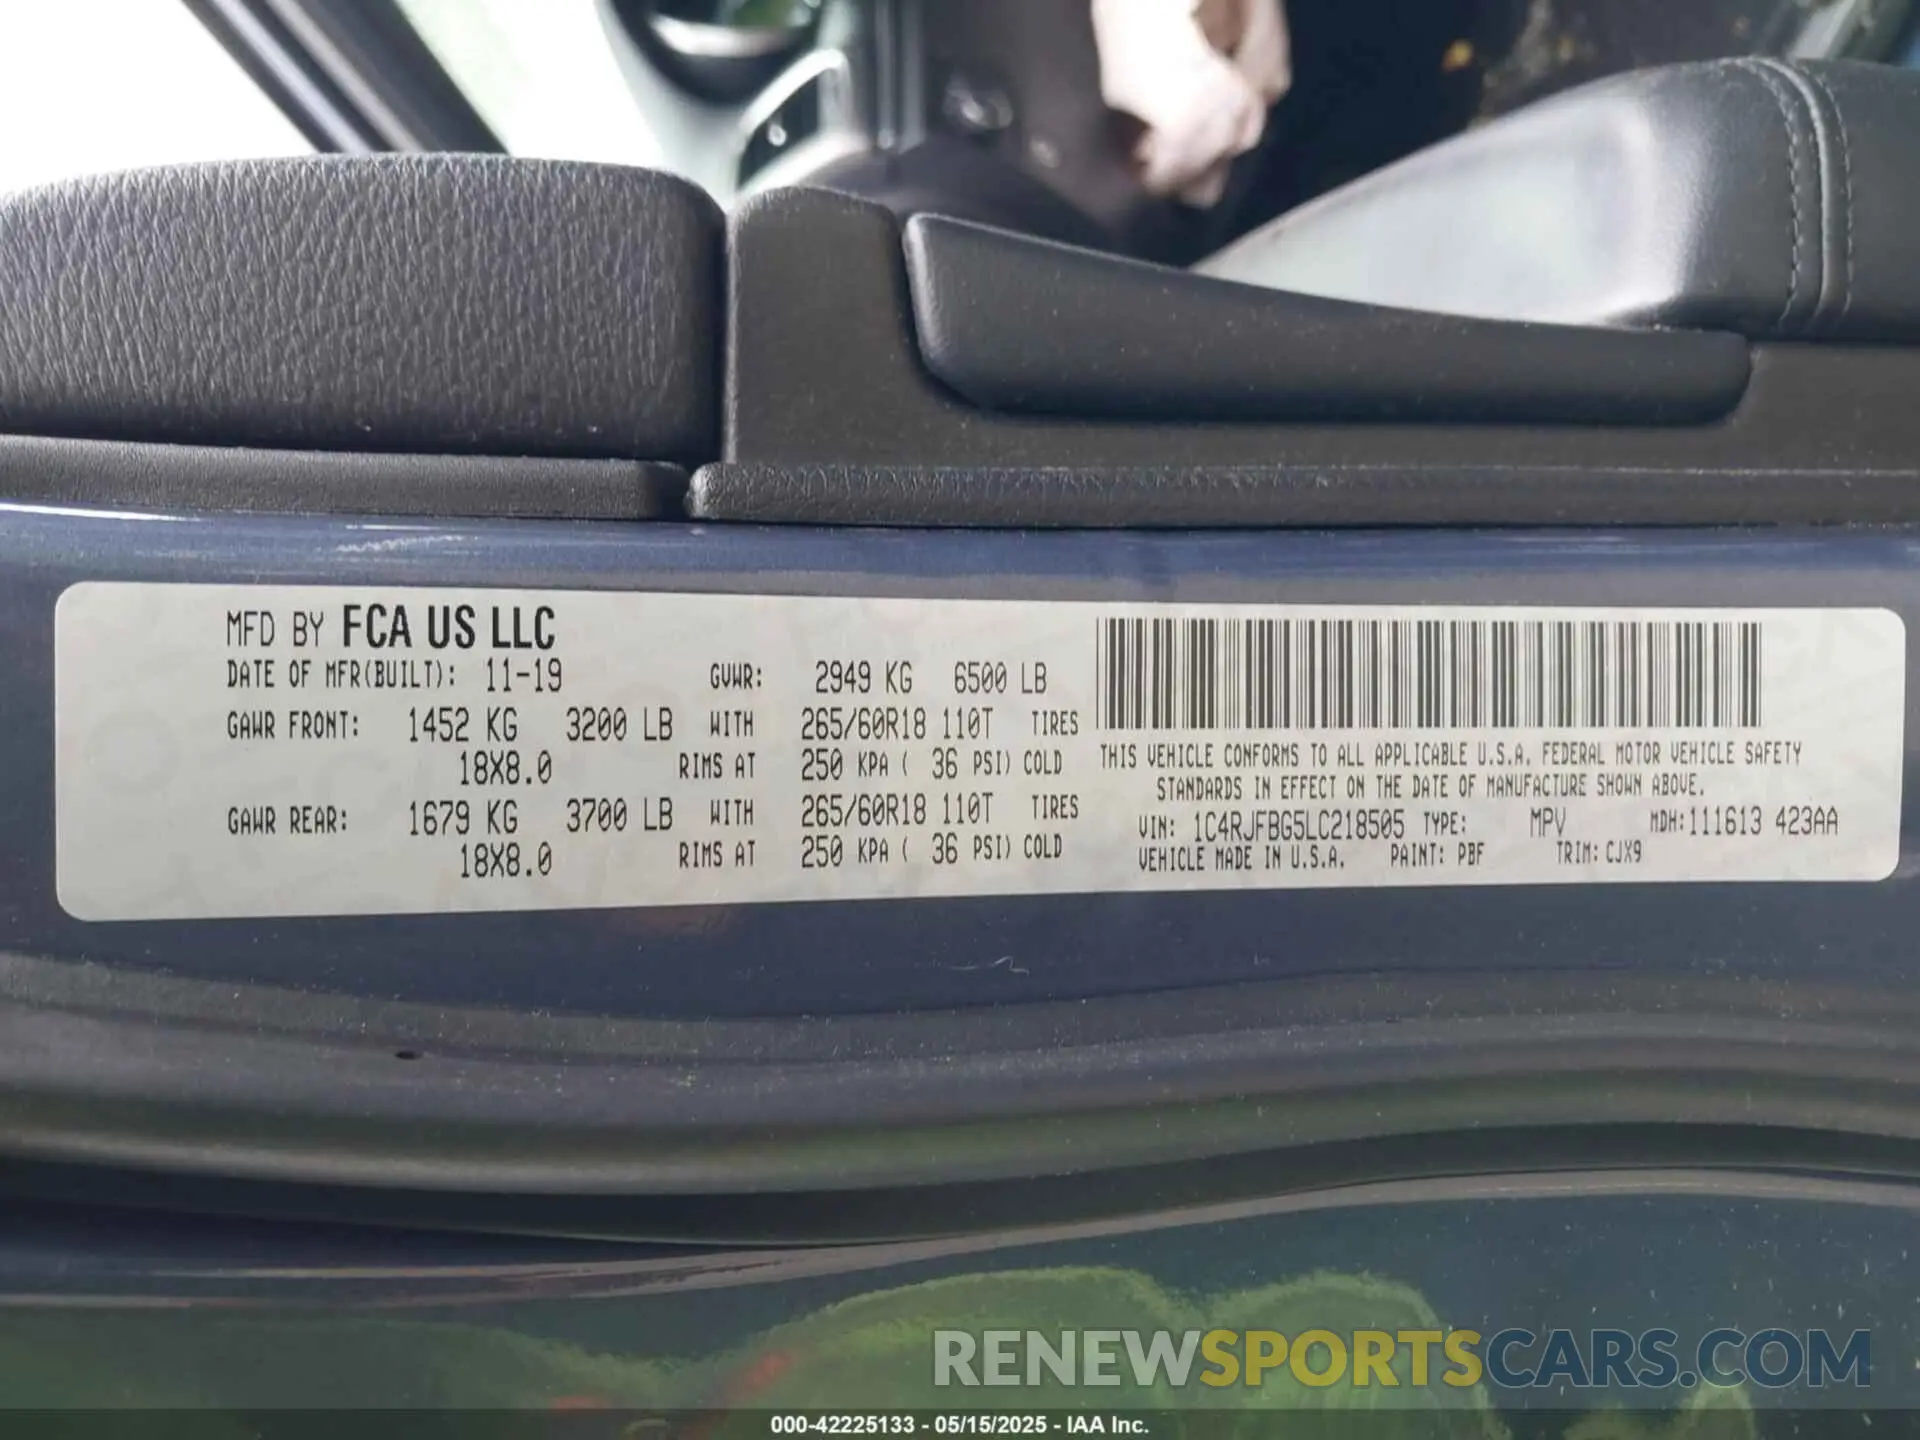 MFD BY FCA US LLC
DATE OF MFR(BUILT): 11-19 GVWR: 2949 KG 6500 LB
GAWR FRONT: 1452 KG 3200 LB WITH 265/60R18 110T TIRES
18X8.0 RIMS AT 250 KPA ( 36 PSI) COLD
GAWR REAR: 1679 KG 3700 LB WITH 265/60R18 110T TIRES
18X8.0 RIMS AT 250 KPA ( 36 PSI) COLD
THIS VEHICLE CONFORMS TO ALL APPLICABLE U.S.A. FEDERAL MOTOR VEHICLE SAFETY
STANDARDS IN EFFECT ON THE DATE OF MANUFACTURE SHOWN ABOVE.
VIN: 1C4RJFBG5LC218505 TYPE: MPV MDH:111613 423AA
VEHICLE MADE IN U.S.A. PAINT: PBF TRIM: CJX9
RENEWSPORTSCARS.COM
000-42225133 - 05/15/2025 - IAA Inc.